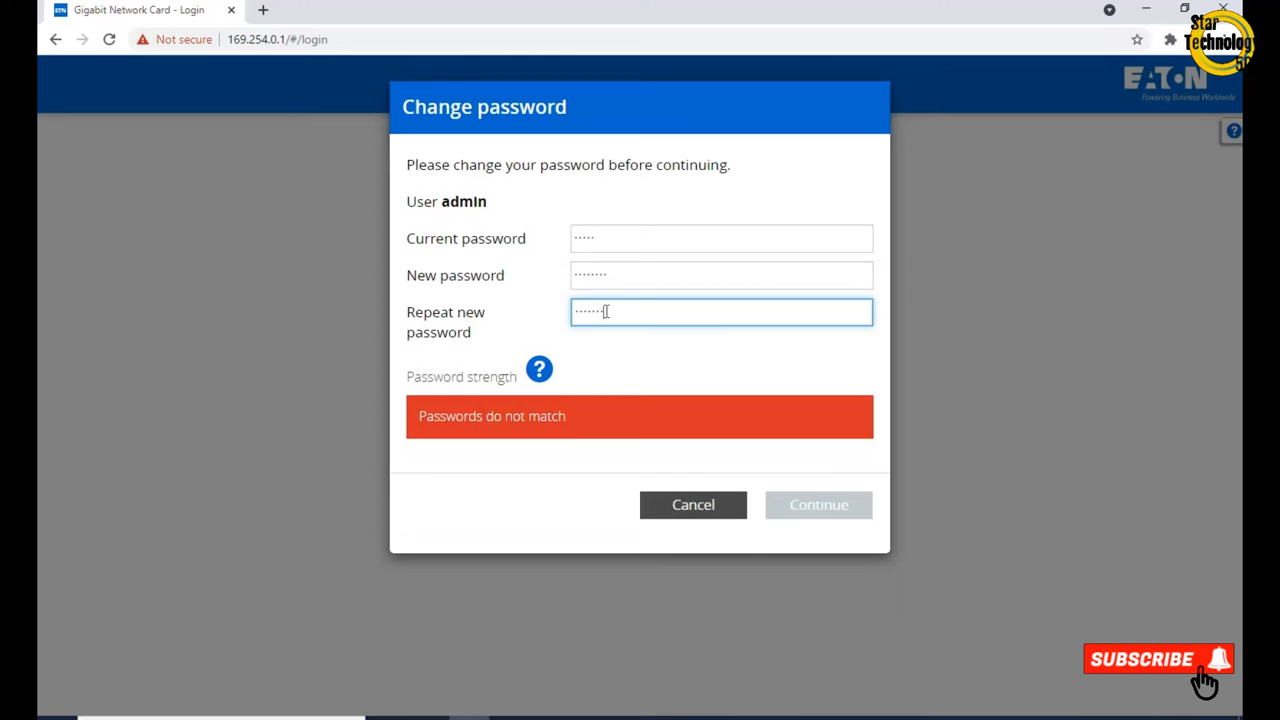 Gigabit Network Card - Login
Not secure
169.254.0.1/#/login
Star
Technology
EATON
Powering Business Worldwide
Change password
Please change your password before continuing.
User admin
Current password
New password
Repeat new
password
Password strength
?
Passwords do not match
Cancel
Continue
?
SUBSCRIBE